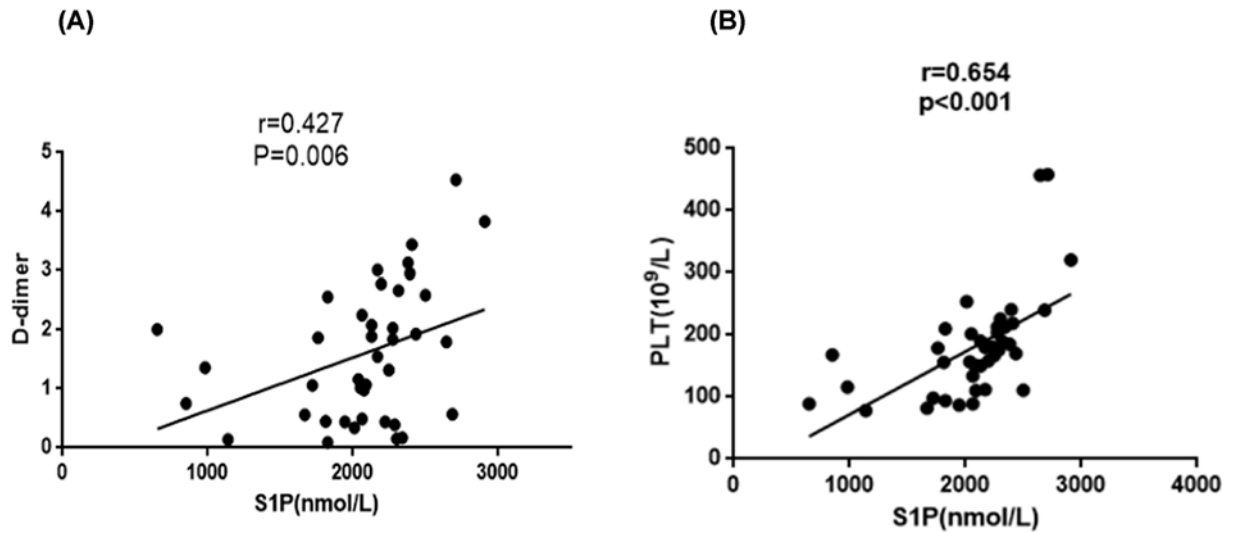 (A)
r=0.427
P=0.006
5
4
3
2
1
0
D-dimer
0 1000 2000 3000
S1P(nmol/L)
(B)
r=0.654
p<0.001
500
400
300
200
100
0
PLT(10⁹/L)
0 1000 2000 3000 4000
S1P(nmol/L)